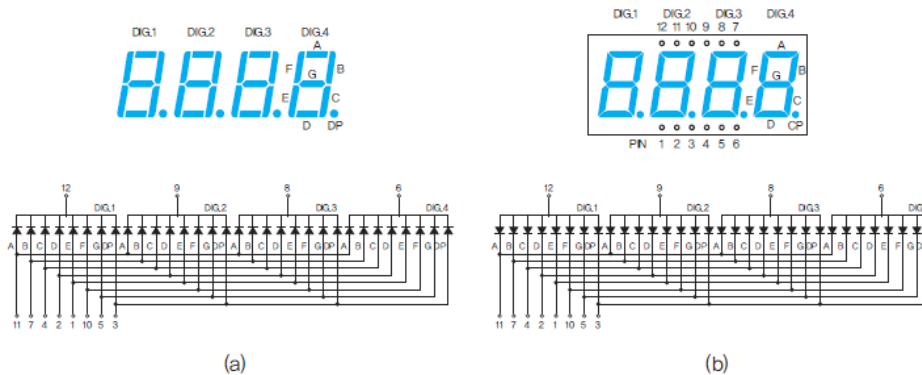 DIG.1 DIG.2 DIG.3 DIG.4
A
F B
G
E C
D DP
DIG.1 DIG.2 DIG.3 DIG.4
12 11 10 9 8 7
A
F B
G
E C
D CP
PIN 1 2 3 4 5 6
12 9 8 6
DIG.1 DIG.2 DIG.3 DIG.4
A B C D E F G DP A B C D E F G DP A B C D E F G DP A B C D E F G DP
11 7 4 2 1 10 5 3
(a)
12 9 8 6
DIG.1 DIG.2 DIG.3 DIG
A B C D E F G DP A B C D E F G DP A B C D E F G DP A B C D E F G D
11 7 4 2 1 10 5 3
(b)